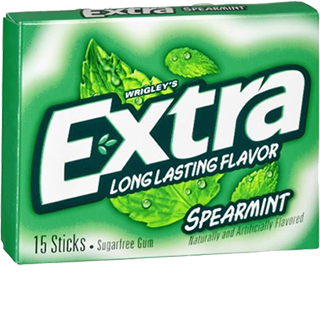 WRIGLEY'S
Extra
LONG LASTING FLAVOR
SPEARMINT
Naturally and Artificially Flavored
15 Sticks • Sugarfree Gum